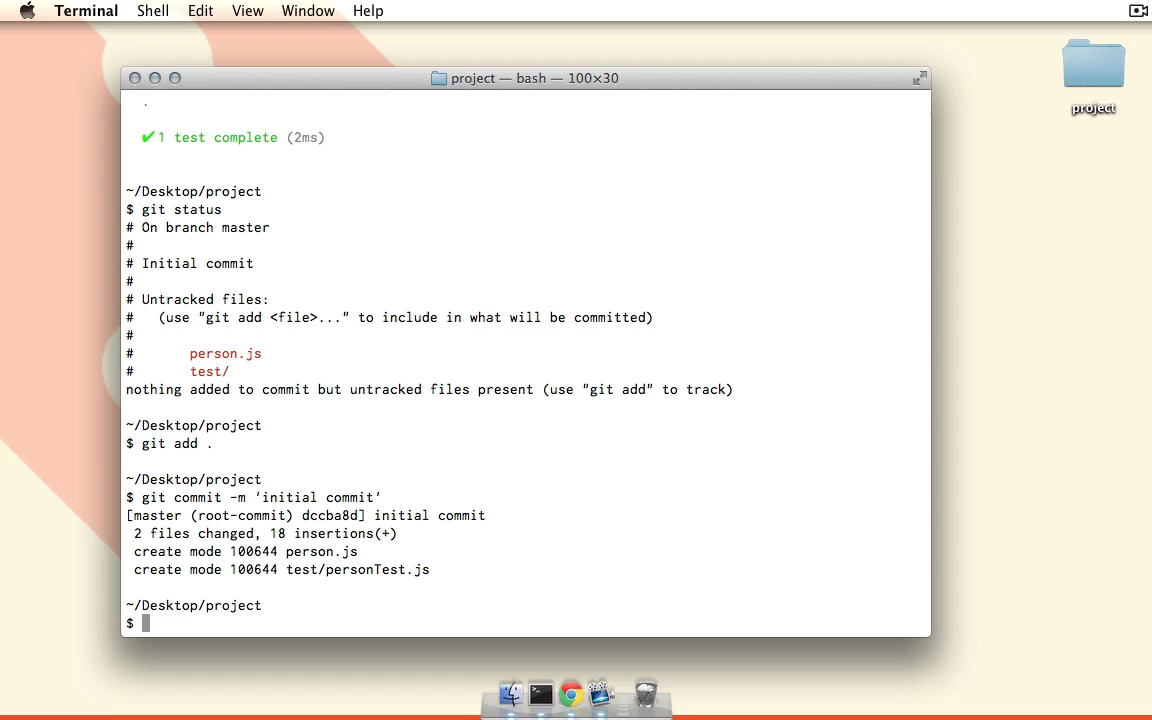 Terminal Shell Edit View Window Help
project — bash — 100×30
project
.
✔ 1 test complete (2ms)
~/Desktop/project
$ git status
# On branch master
#
# Initial commit
#
# Untracked files:
#   (use "git add <file>..." to include in what will be committed)
#
#       person.js
#       test/
nothing added to commit but untracked files present (use "git add" to track)
~/Desktop/project
$ git add .
~/Desktop/project
$ git commit -m 'initial commit'
[master (root-commit) dccba8d] initial commit
 2 files changed, 18 insertions(+)
 create mode 100644 person.js
 create mode 100644 test/personTest.js
~/Desktop/project
$